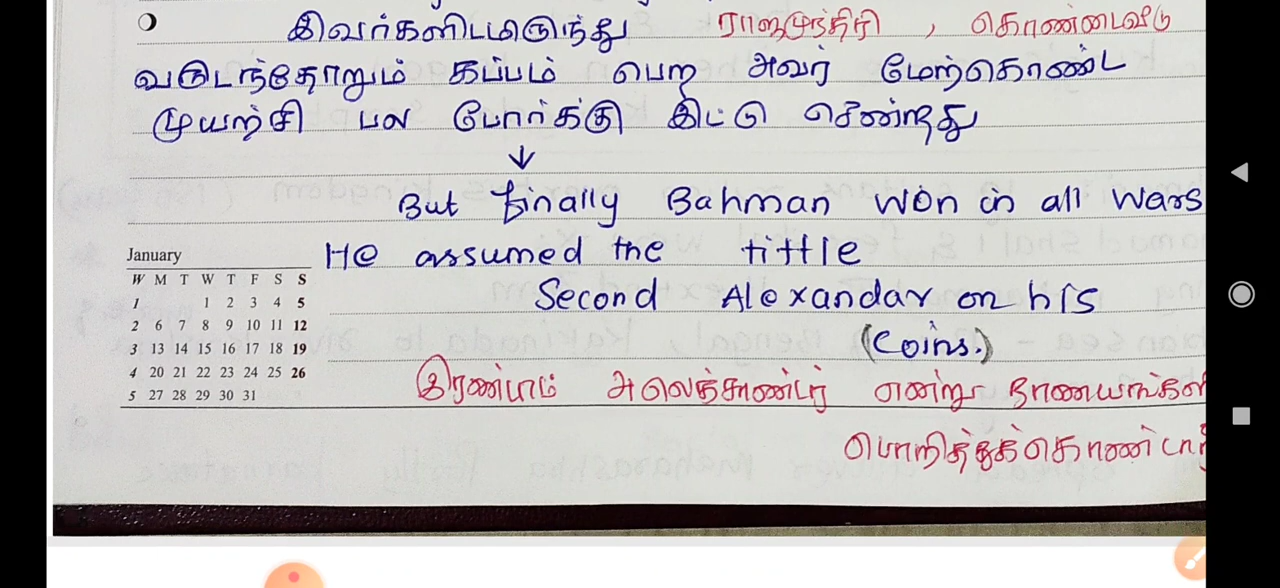 இவர்களிடமிருந்து ராஜமுந்திரி , கொண்டைவீடு
வருடந்தோறும் கப்பம் பெற அவர் மேற்கொண்ட
முயற்சி பல போர்க்கு இட்டு சென்றது
↓
But finally Bahman won in all wars
He assumed the tittle
Second Alexandar on his
(Coins.)
இரண்டாம் அலெக்சாண்டர் என்று நாணயங்கள்
பொறித்துக்கொண்டார்
January
W M T W T F S S
1 1 2 3 4 5
2 6 7 8 9 10 11 12
3 13 14 15 16 17 18 19
4 20 21 22 23 24 25 26
5 27 28 29 30 31